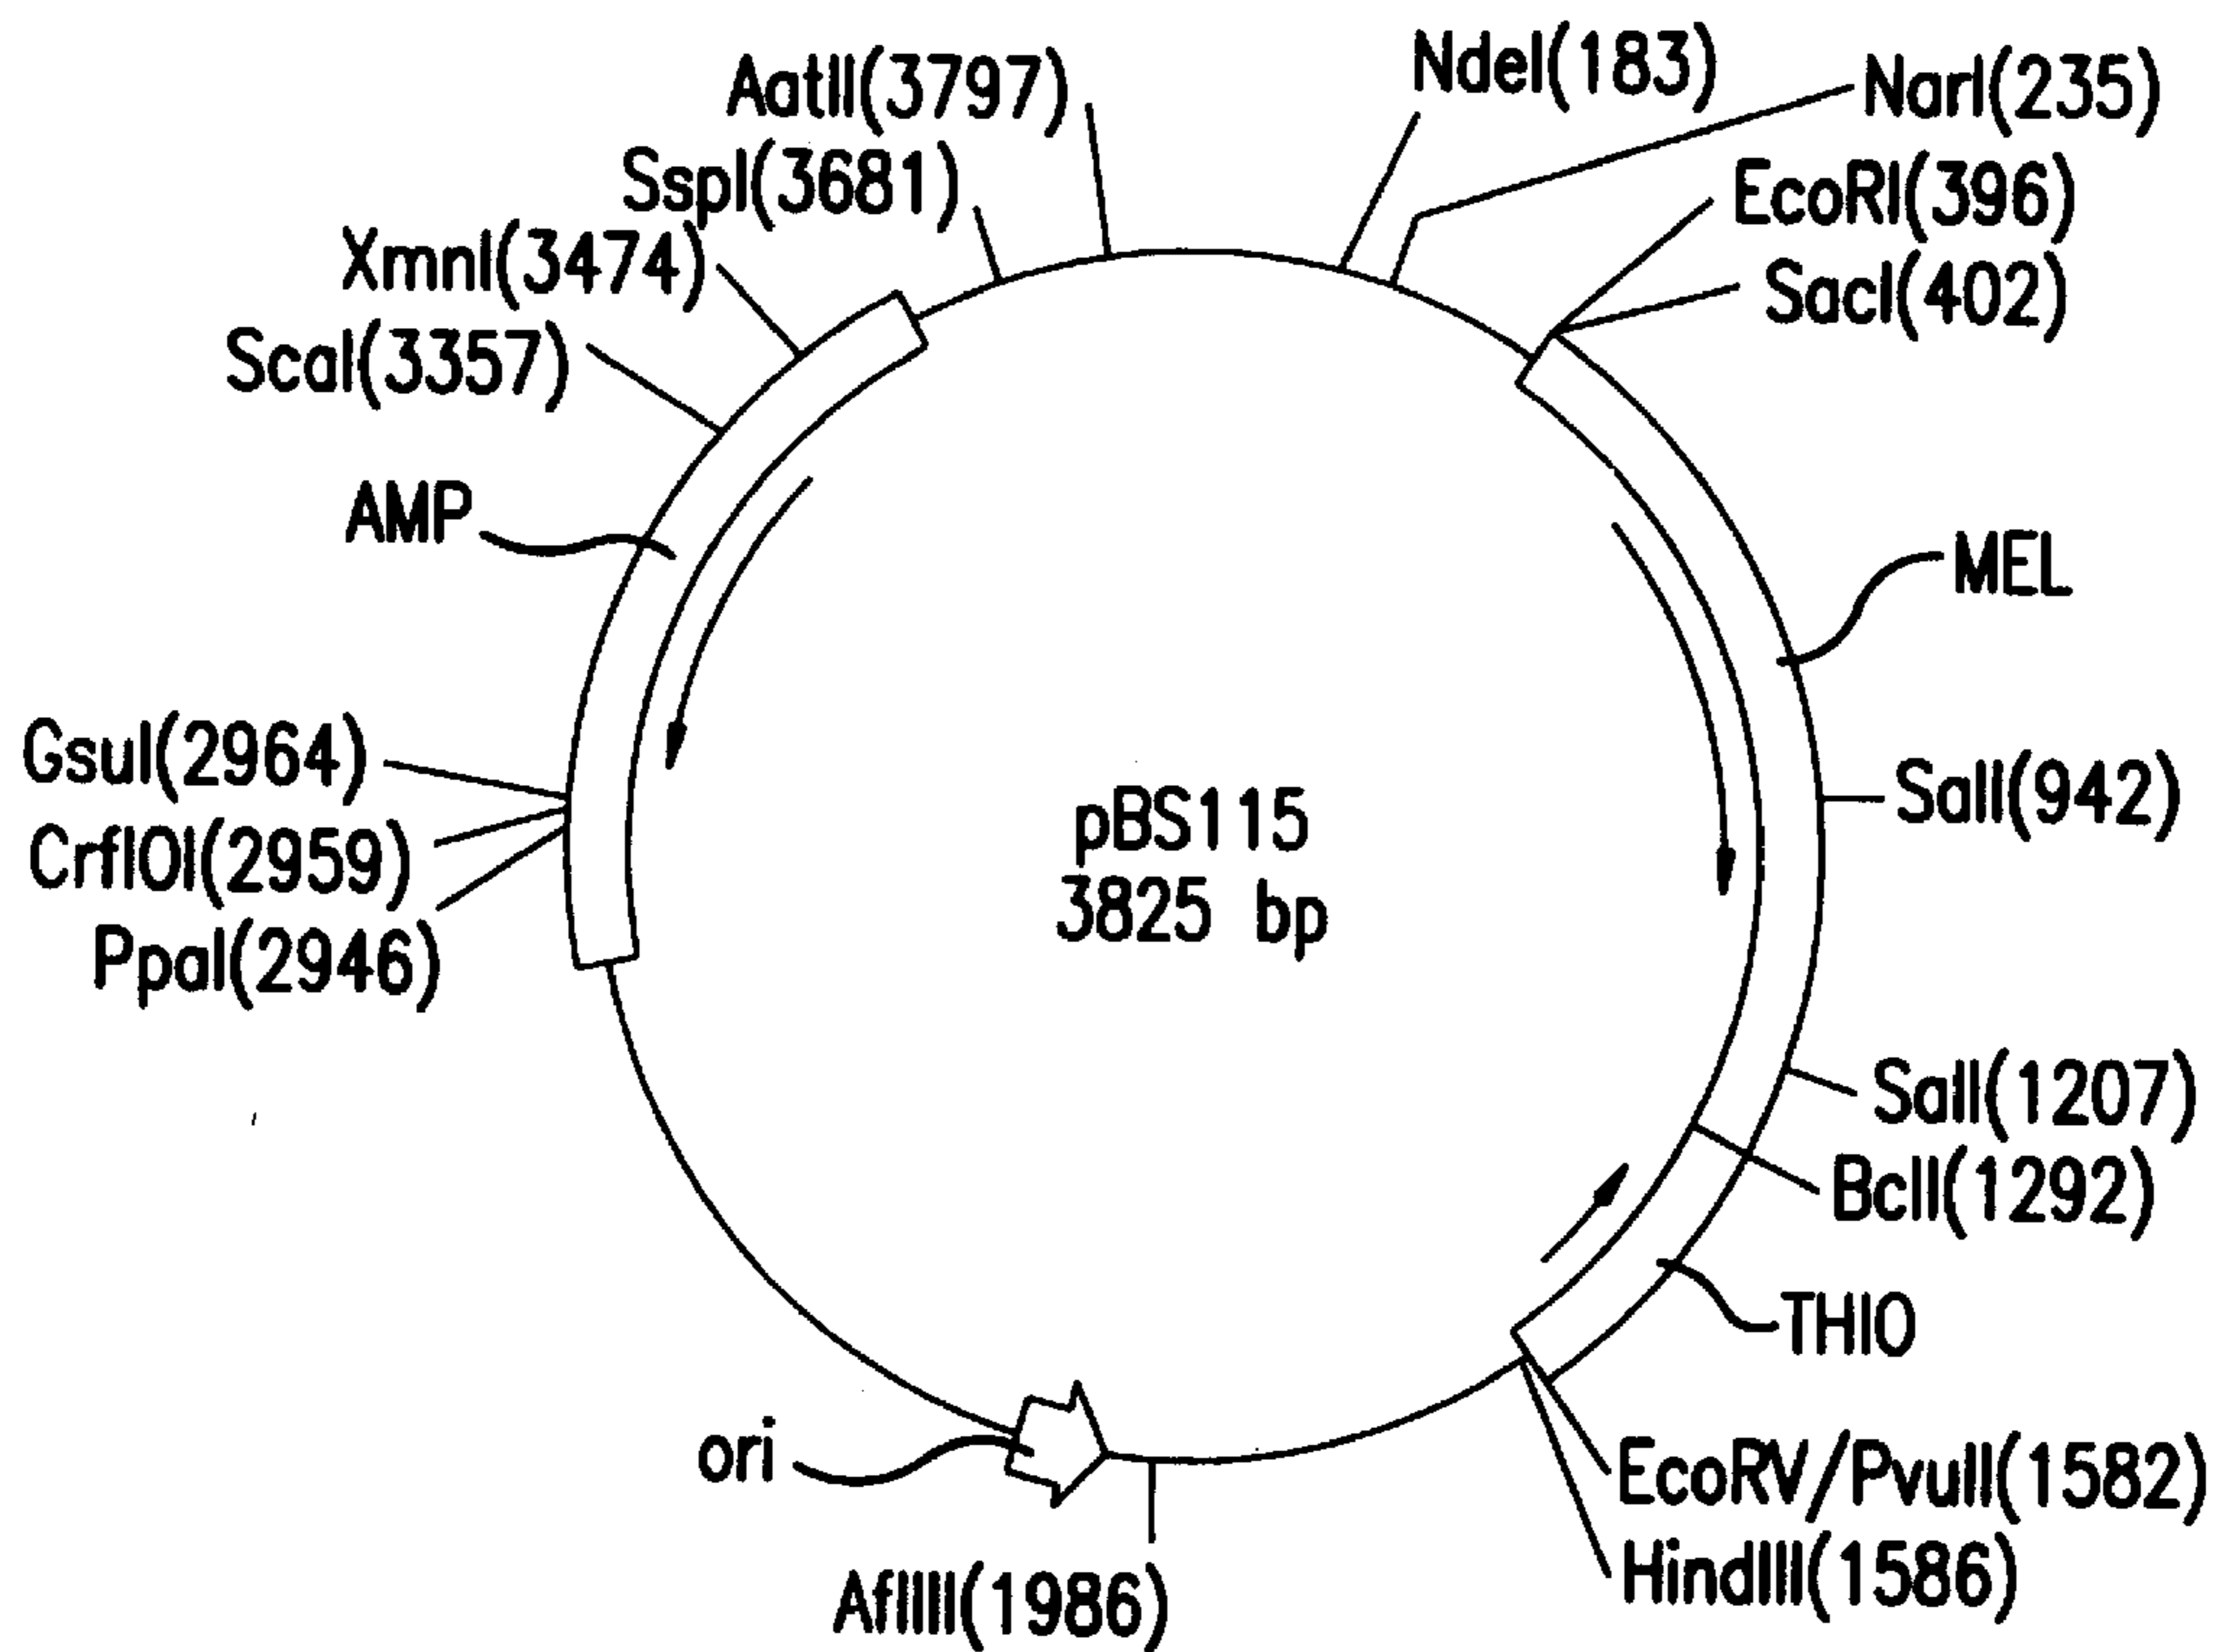 AatII(3797)
SspI(3681)
XmnI(3474)
ScaI(3357)
AMP
GsuI(2964)
CrfIOI(2959)
PpaI(2946)
ori
AflIII(1986)
NdeI(183)
NarI(235)
EcoRI(396)
SacI(402)
MEL
SalI(942)
SalI(1207)
BclI(1292)
THIO
EcoRV/PvuII(1582)
HindIII(1586)
pBS115
3825 bp